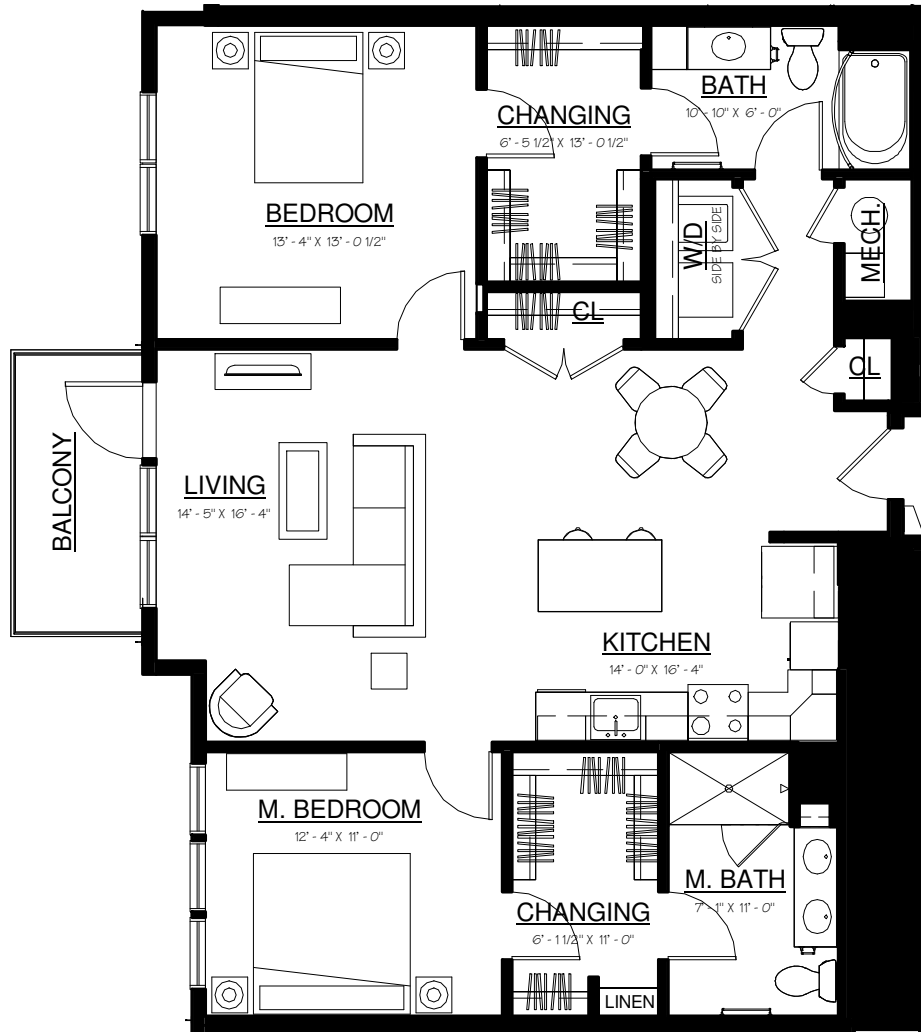 BATH
10' - 10" X 6' - 0"
CHANGING
6' - 5 1/2" X 13' - 0 1/2"
BEDROOM
13' - 4" X 13' - 0 1/2"
W/D
SIDE BY SIDE
MECH.
CL
CL
BALCONY
LIVING
14' - 5" X 16' - 4"
KITCHEN
14' - 0" X 16' - 4"
M. BEDROOM
12' - 4" X 11' - 0"
M. BATH
7' - 1" X 11' - 0"
CHANGING
6' - 1 1/2" X 11' - 0"
LINEN